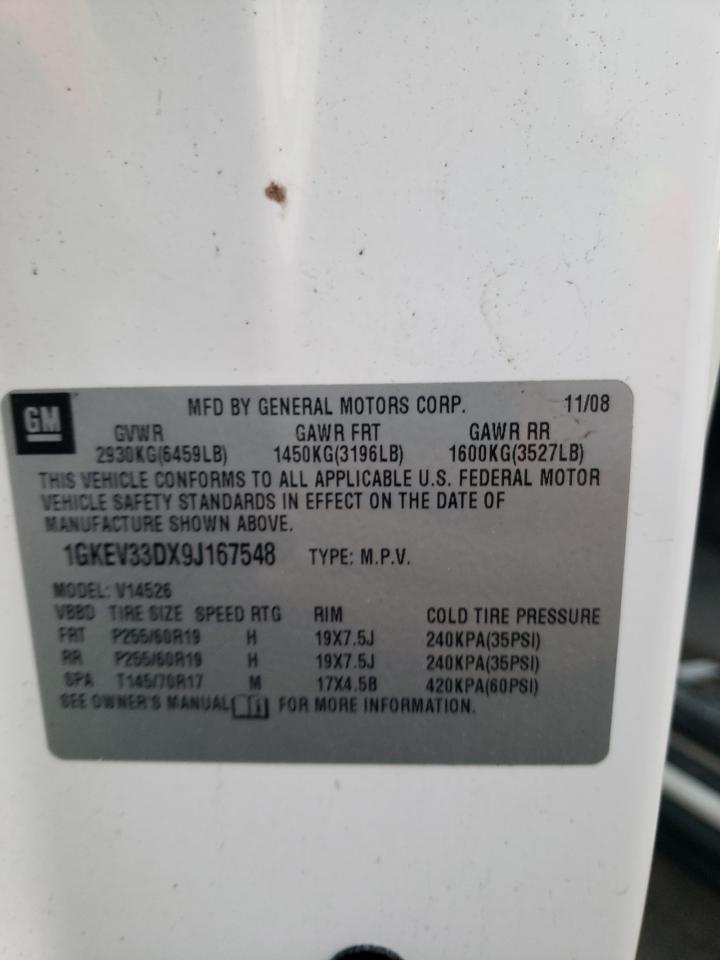 GM MFD BY GENERAL MOTORS CORP. 11/08
GVWR GAWR FRT GAWR RR
2930KG(6459LB) 1450KG(3196LB) 1600KG(3527LB)
THIS VEHICLE CONFORMS TO ALL APPLICABLE U.S. FEDERAL MOTOR
VEHICLE SAFETY STANDARDS IN EFFECT ON THE DATE OF
MANUFACTURE SHOWN ABOVE.
1GKEV33DX9J167548 TYPE: M.P.V.
MODEL: V14526
VBBD TIRE SIZE SPEED RTG RIM COLD TIRE PRESSURE
FRT P255/60R19 H 19X7.5J 240KPA(35PSI)
RR P255/60R19 H 19X7.5J 240KPA(35PSI)
SPA T145/70R17 M 17X4.5B 420KPA(60PSI)
SEE OWNER'S MANUAL FOR MORE INFORMATION.